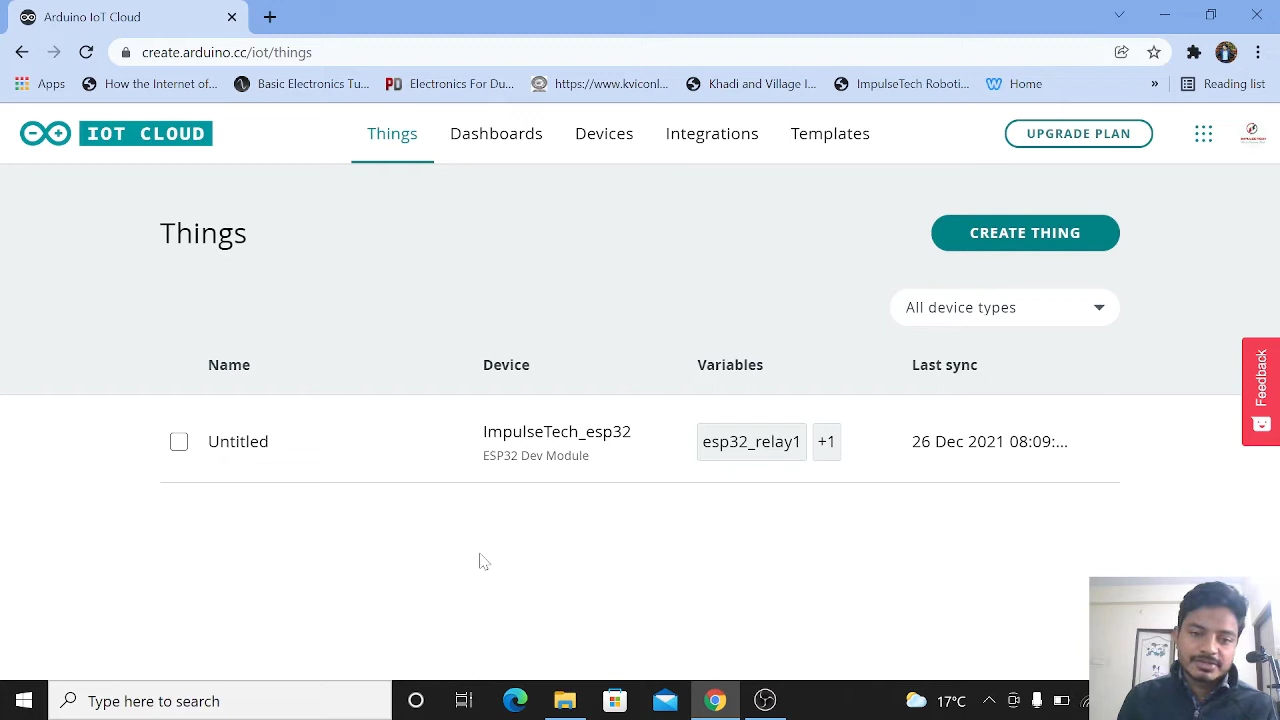 Arduino IoT Cloud
create.arduino.cc/iot/things
Apps
How the Internet of...
Basic Electronics Tu...
Electronics For Du...
https://www.kviconl...
Khadi and Village I...
ImpulseTech Roboti...
Home
»
Reading list
IOT CLOUD
Things
Dashboards
Devices
Integrations
Templates
UPGRADE PLAN
Things
CREATE THING
All device types
Feedback
Name Device Variables Last sync
Untitled
ImpulseTech_esp32
ESP32 Dev Module
esp32_relay1
+1
26 Dec 2021 08:09:...
Type here to search
17°C